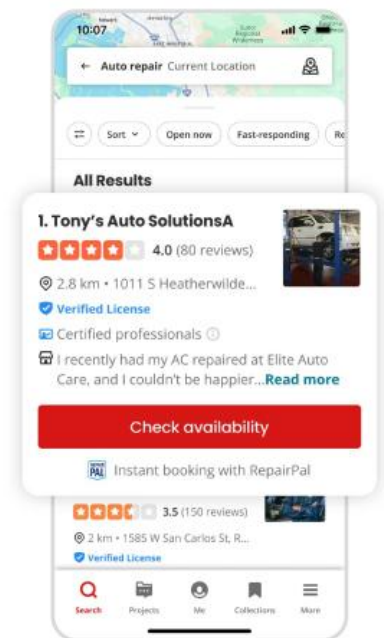 10:07
← Auto repair Current Location
Sort
Open now
Fast-responding
Re
All Results
1. Tony's Auto SolutionsA
4.0 (80 reviews)
2.8 km • 1011 S Heatherwilde...
Verified License
Certified professionals
I recently had my AC repaired at Elite Auto
Care, and I couldn't be happier...Read more
Check availability
REPAIR PAL Instant booking with RepairPal
3.5 (150 reviews)
2 km • 1585 W San Carlos St, R...
Verified License
Search
Projects
Me
Collections
More